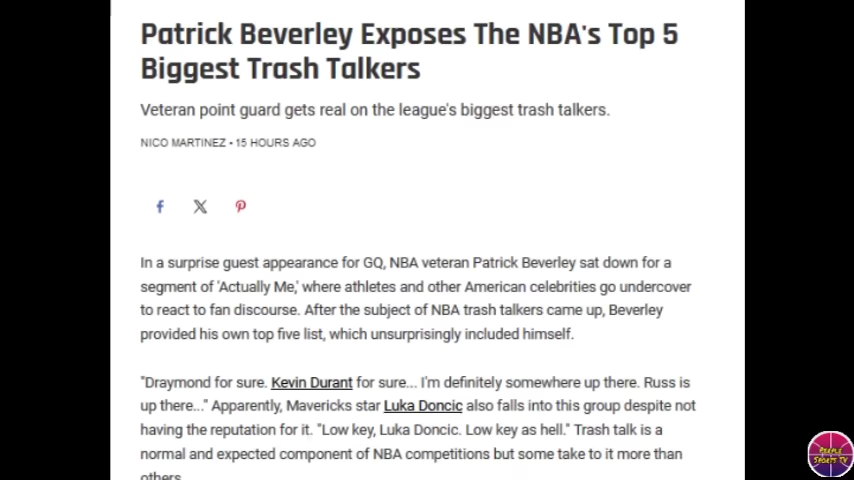 Patrick Beverley Exposes The NBA's Top 5
Biggest Trash Talkers
Veteran point guard gets real on the league's biggest trash talkers.
NICO MARTINEZ • 15 HOURS AGO
In a surprise guest appearance for GQ, NBA veteran Patrick Beverley sat down for a
segment of 'Actually Me,' where athletes and other American celebrities go undercover
to react to fan discourse. After the subject of NBA trash talkers came up, Beverley
provided his own top five list, which unsurprisingly included himself.
"Draymond for sure. Kevin Durant for sure... I'm definitely somewhere up there. Russ is
up there..." Apparently, Mavericks star Luka Doncic also falls into this group despite not
having the reputation for it. "Low key, Luka Doncic. Low key as hell." Trash talk is a
normal and expected component of NBA competitions but some take to it more than
others.
PURPLE
SPORTS TV